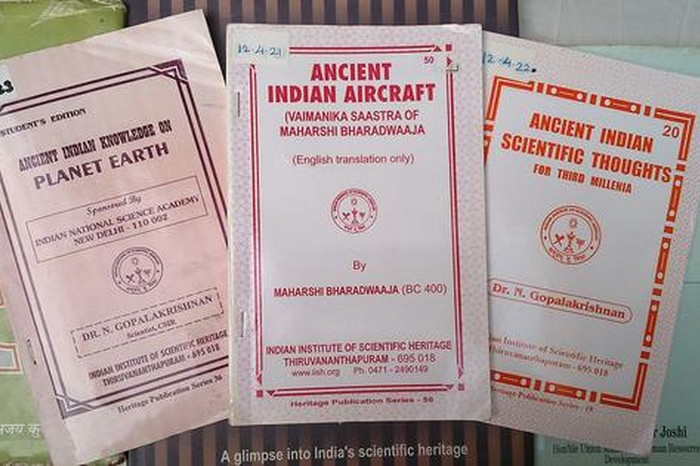 33
STUDENT'S EDITION
ANCIENT INDIAN KNOWLEDGE ON
PLANET EARTH
Sponsored By
INDIAN NATIONAL SCIENCE ACADEMY
NEW DELHI - 110 002
DR. N. GOPALAKRISHNAN
Scientist, CSIR
INDIAN INSTITUTE OF SCIENTIFIC HERITAGE
THIRUVANANTHAPURAM - 695 018
Heritage Publication Series 36
12-4-21
50
ANCIENT
INDIAN AIRCRAFT
(VAIMANIKA SAASTRA OF
MAHARSHI BHARADWAAJA
(English translation only)
By
MAHARSHI BHARADWAAJA (BC 400)
INDIAN INSTITUTE OF SCIENTIFIC HERITAGE
THIRUVANANTHAPURAM - 695 018
www.iish.org Ph. 0471 - 2490149
Heritage Publication Series - 56
12-4-22
20
ANCIENT INDIAN
SCIENTIFIC THOUGHTS
FOR THIRD MILLENIA
Dr. N. Gopalakrishnan
Indian Institute of Scientific Heritage
Thiruvananthapuram - 695 018
Heritage Publication Series - 19
Joshi
Human
Development
A glimpse into India's scientific heritage